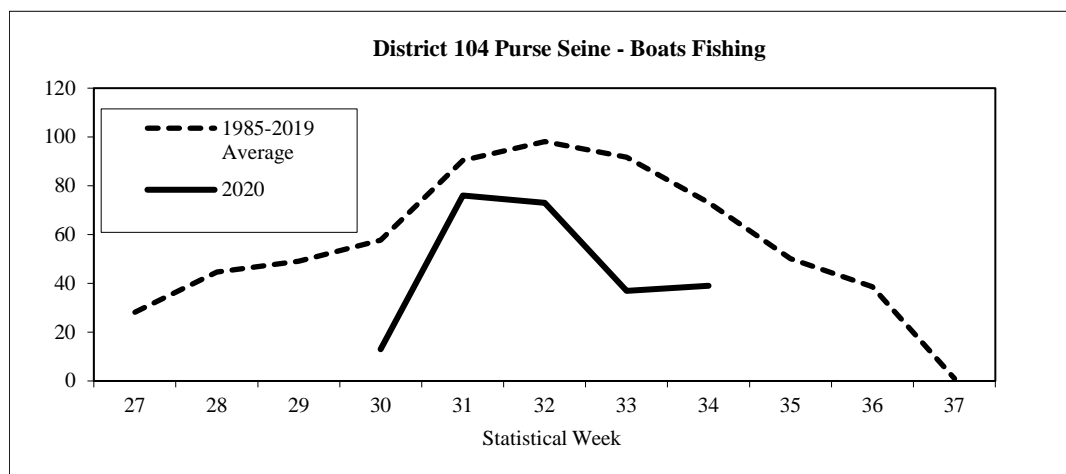 District 104 Purse Seine - Boats Fishing
120
100
80
60
40
20
0
1985-2019
Average
2020
27 28 29 30 31 32 33 34 35 36 37
Statistical Week